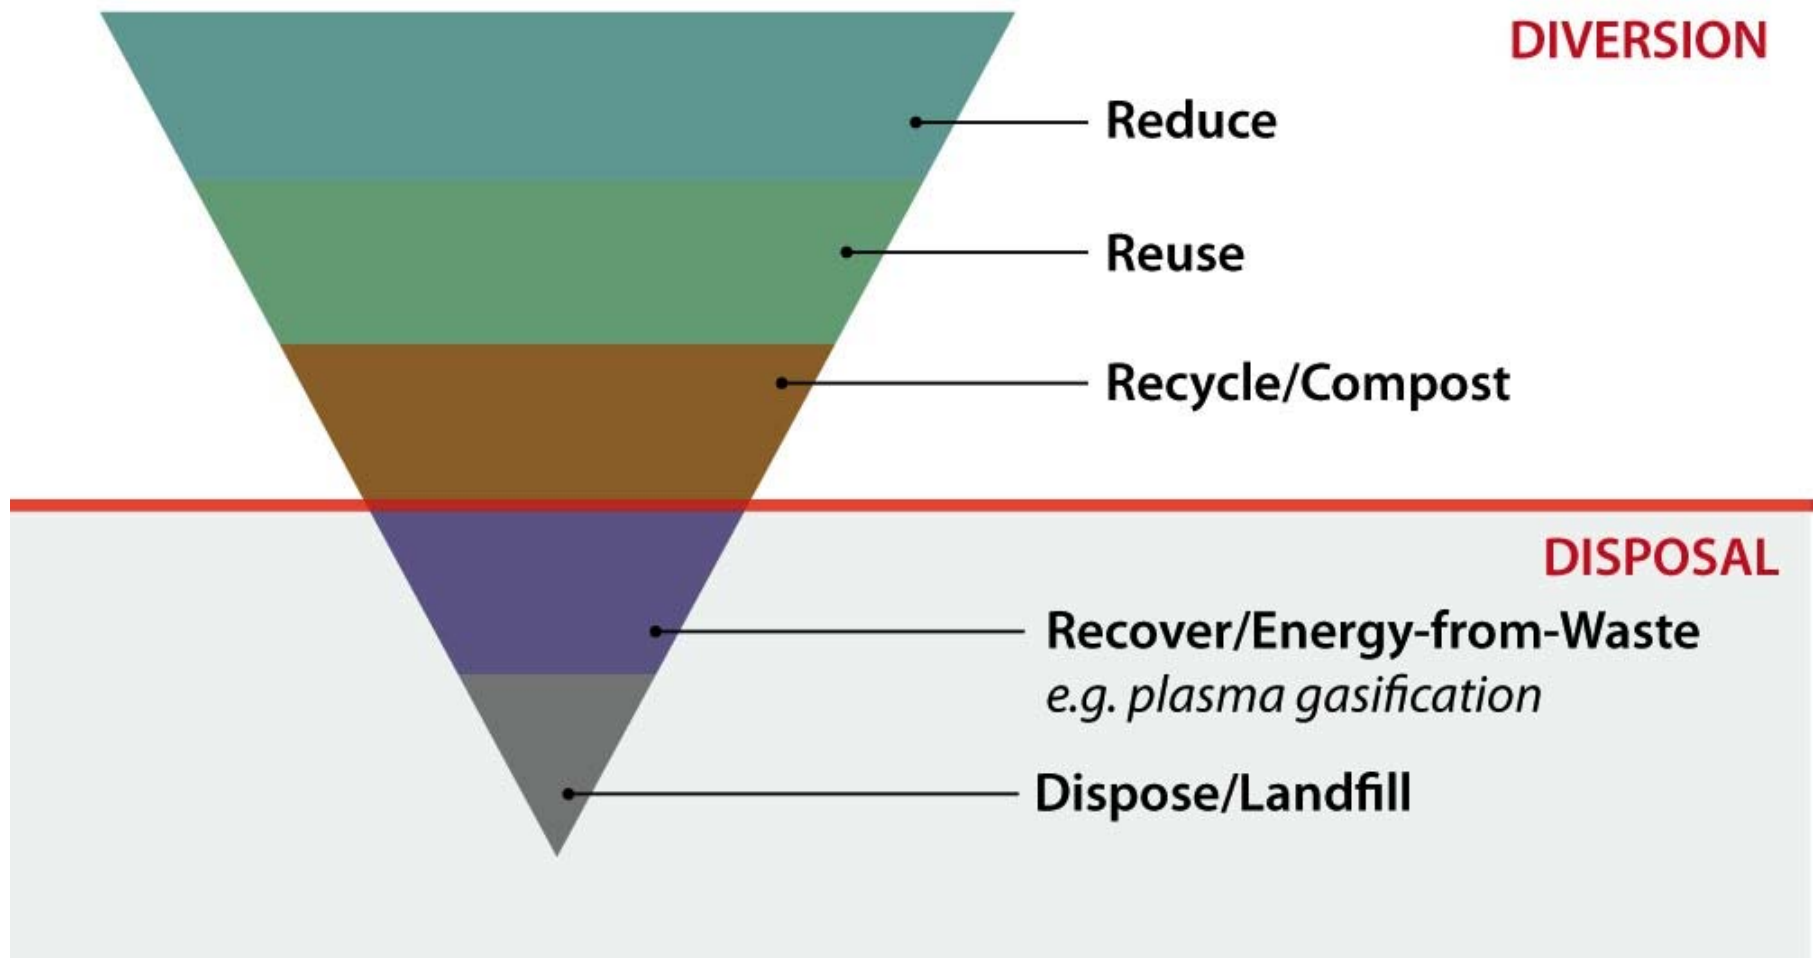 DIVERSION
Reduce
Reuse
Recycle/Compost
DISPOSAL
Recover/Energy-from-Waste
e.g. plasma gasification
Dispose/Landfill